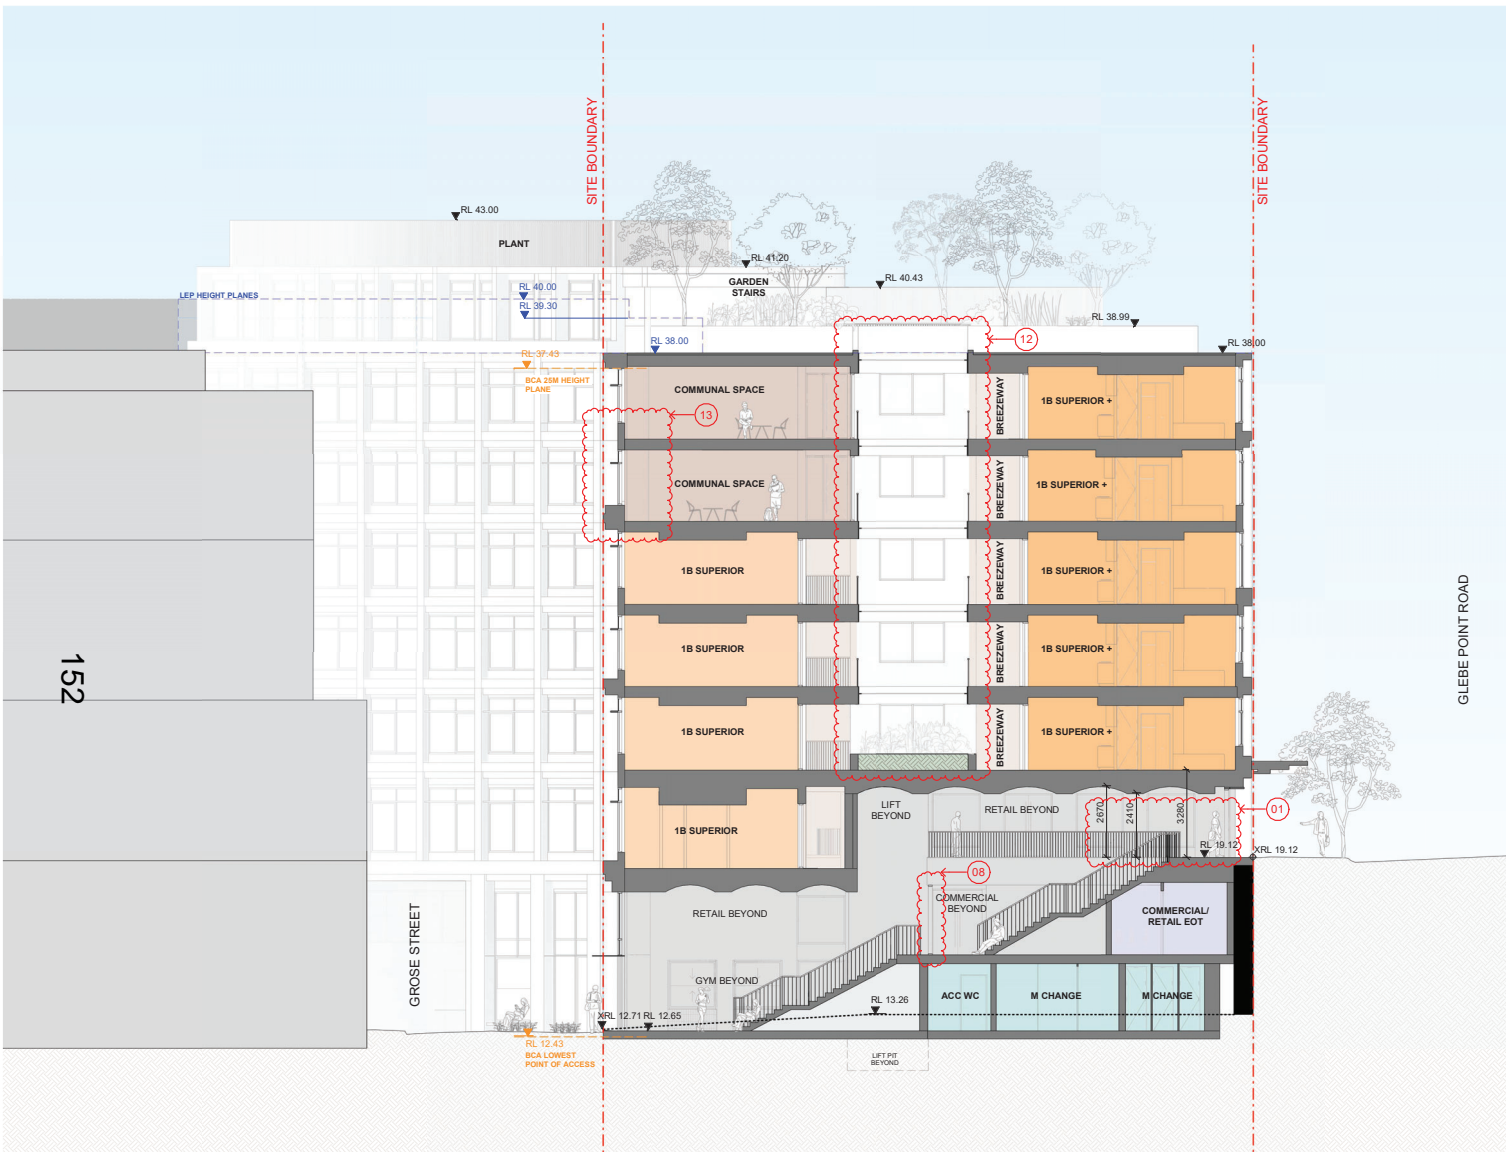 SITE BOUNDARY
SITE BOUNDARY
RL 43.00
PLANT
RL 41.20
GARDEN
STAIRS
RL 40.43
LEP HEIGHT PLANES
RL 40.00
RL 39.30
RL 38.99
12
RL 38.00
RL 38.00
RL 37.43
BCA 25M HEIGHT
PLANE
COMMUNAL SPACE
BREEZEWAY
1B SUPERIOR +
13
COMMUNAL SPACE
BREEZEWAY
1B SUPERIOR +
1B SUPERIOR
BREEZEWAY
1B SUPERIOR +
1B SUPERIOR
BREEZEWAY
1B SUPERIOR +
152
GLEBE POINT ROAD
1B SUPERIOR
BREEZEWAY
1B SUPERIOR +
LIFT
BEYOND
RETAIL BEYOND
2670
2410
3280
01
1B SUPERIOR
RL 19.12
XRL 19.12
08
COMMERCIAL
BEYOND
RETAIL BEYOND
COMMERCIAL/
RETAIL EOT
GROSE STREET
GYM BEYOND
ACC WC
M CHANGE
M CHANGE
RL 13.26
XRL 12.71
RL 12.65
RL 12.43
BCA LOWEST
POINT OF ACCESS
LIFT PIT
BEYOND